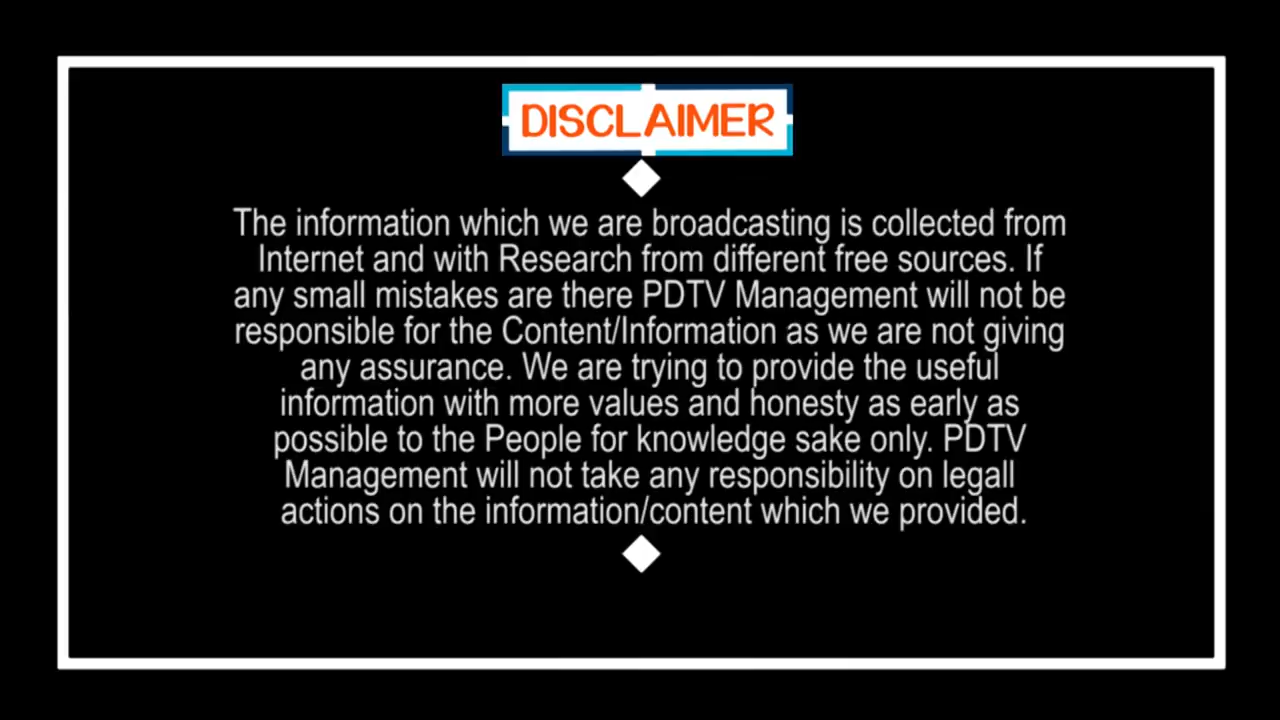 DISCLAIMER
The information which we are broadcasting is collected from
Internet and with Research from different free sources. If
any small mistakes are there PDTV Management will not be
responsible for the Content/Information as we are not giving
any assurance. We are trying to provide the useful
information with more values and honesty as early as
possible to the People for knowledge sake only. PDTV
Management will not take any responsibility on legall
actions on the information/content which we provided.